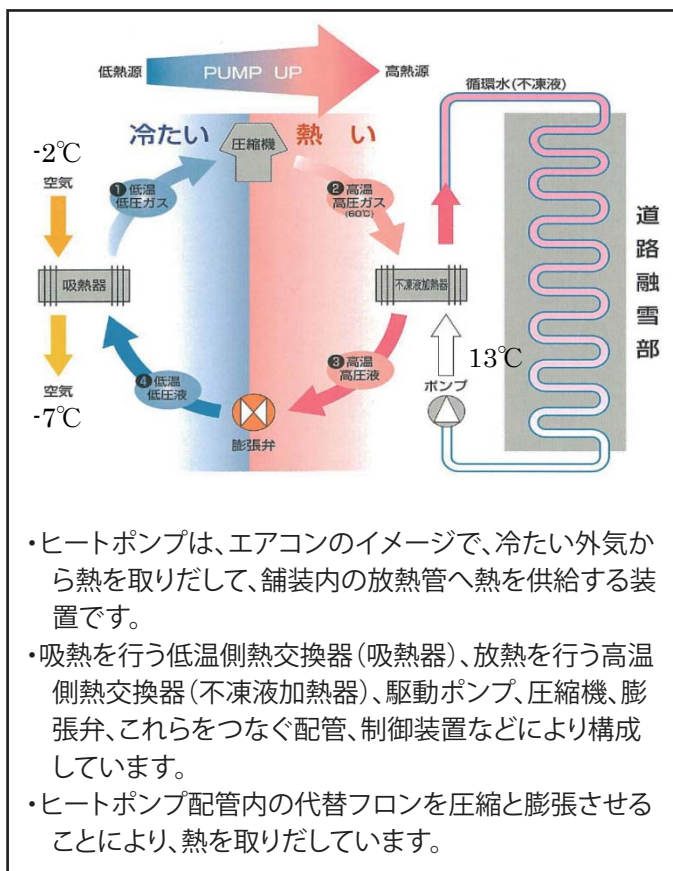 低熱源
PUMP UP
高熱源
循環水(不凍液)
冷たい
圧縮機
熱い
-2℃
空気
❶低温
低圧ガス
❷高温
高圧ガス
(60℃)
道路融雪部
吸熱器
不凍液加熱器
13℃
空気
-7℃
❹低温
低圧液
❸高温
高圧液
ポンプ
膨張弁
・ヒートポンプは、エアコンのイメージで、冷たい外気か
ら熱を取りだして、舗装内の放熱管へ熱を供給する装
置です。
・吸熱を行う低温側熱交換器(吸熱器)、放熱を行う高温
側熱交換器(不凍液加熱器)、駆動ポンプ、圧縮機、膨
張弁、これらをつなぐ配管、制御装置などにより構成
しています。
・ヒートポンプ配管内の代替フロンを圧縮と膨張させる
ことにより、熱を取りだしています。